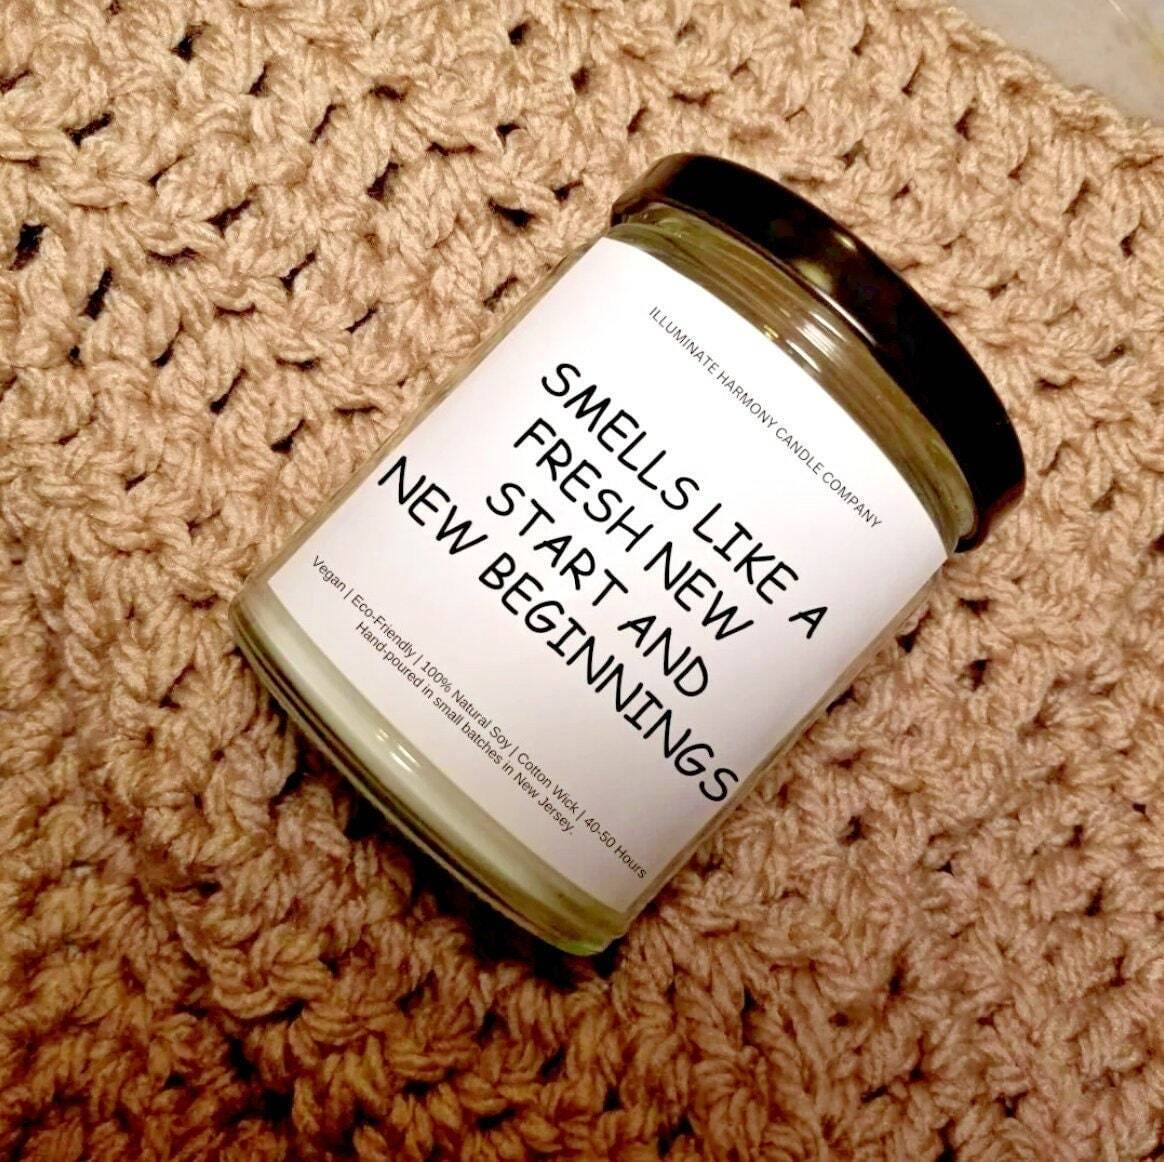 ILLUMINATE HARMONY CANDLE COMPANY
SMELLS LIKE A
FRESH NEW
START AND
NEW BEGINNINGS
Vegan | Eco-Friendly | 100% Natural Soy | Cotton Wick | 40-50 Hours
Hand-poured in small batches in New Jersey.